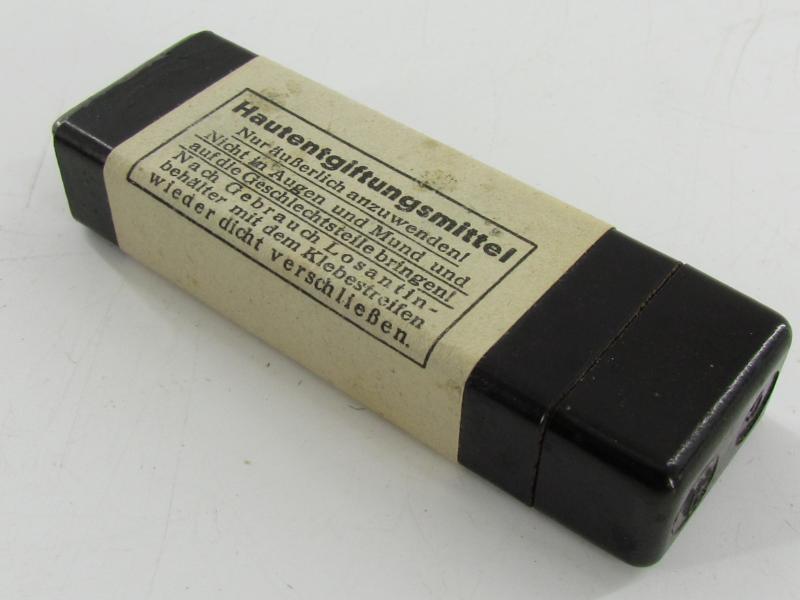 Hautentgiftungsmittel
Nur äußerlich anzuwenden!
Nicht in Augen und Mund und
auf die Geschlechtsteile bringen!
Nach Gebrauch Losantin-
behälter mit dem Klebestreifen
wieder dicht verschließen.